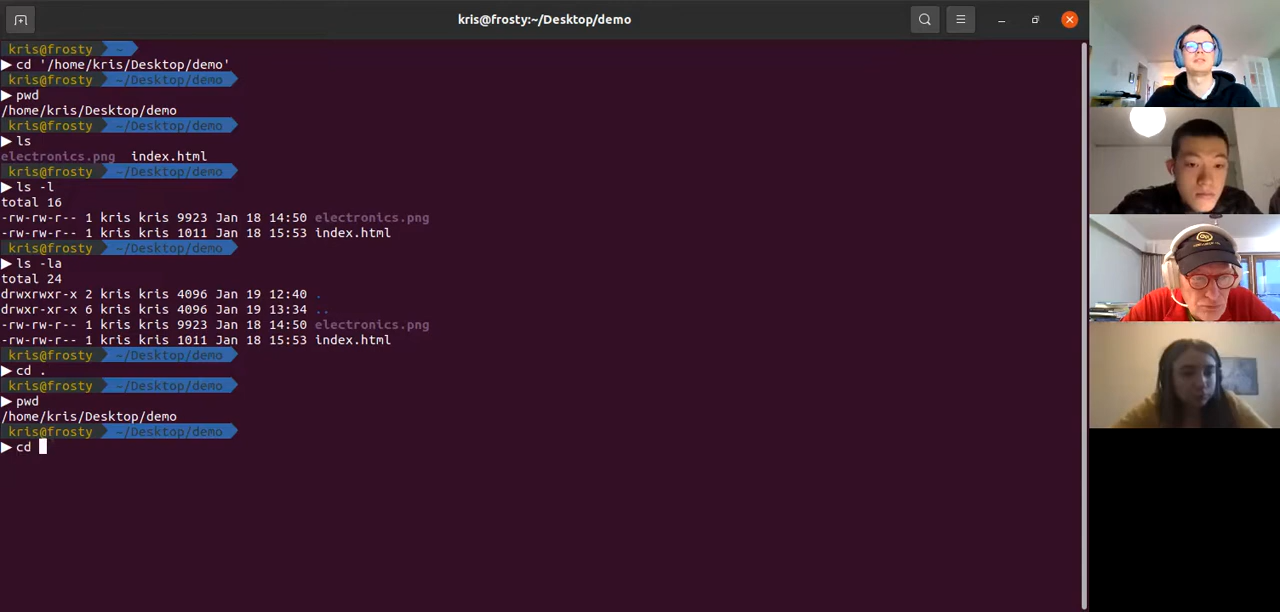 kris@frosty:~/Desktop/demo
kris@frosty ~
▶ cd '/home/kris/Desktop/demo'
kris@frosty ~/Desktop/demo
▶ pwd
/home/kris/Desktop/demo
kris@frosty ~/Desktop/demo
▶ ls
electronics.png  index.html
kris@frosty ~/Desktop/demo
▶ ls -l
total 16
-rw-rw-r-- 1 kris kris 9923 Jan 18 14:50 electronics.png
-rw-rw-r-- 1 kris kris 1011 Jan 18 15:53 index.html
kris@frosty ~/Desktop/demo
▶ ls -la
total 24
drwxrwxr-x 2 kris kris 4096 Jan 19 12:40 .
drwxr-xr-x 6 kris kris 4096 Jan 19 13:34 ..
-rw-rw-r-- 1 kris kris 9923 Jan 18 14:50 electronics.png
-rw-rw-r-- 1 kris kris 1011 Jan 18 15:53 index.html
kris@frosty ~/Desktop/demo
▶ cd .
kris@frosty ~/Desktop/demo
▶ pwd
/home/kris/Desktop/demo
kris@frosty ~/Desktop/demo
▶ cd